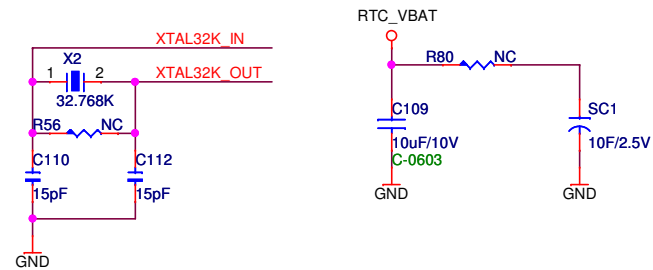 XTAL32K_IN
X2
1 2
XTAL32K_OUT
32.768K
R56 NC
C110
15pF
C112
15pF
GND
RTC_VBAT
R80 NC
C109
10uF/10V
C-0603
GND
SC1
10F/2.5V
GND